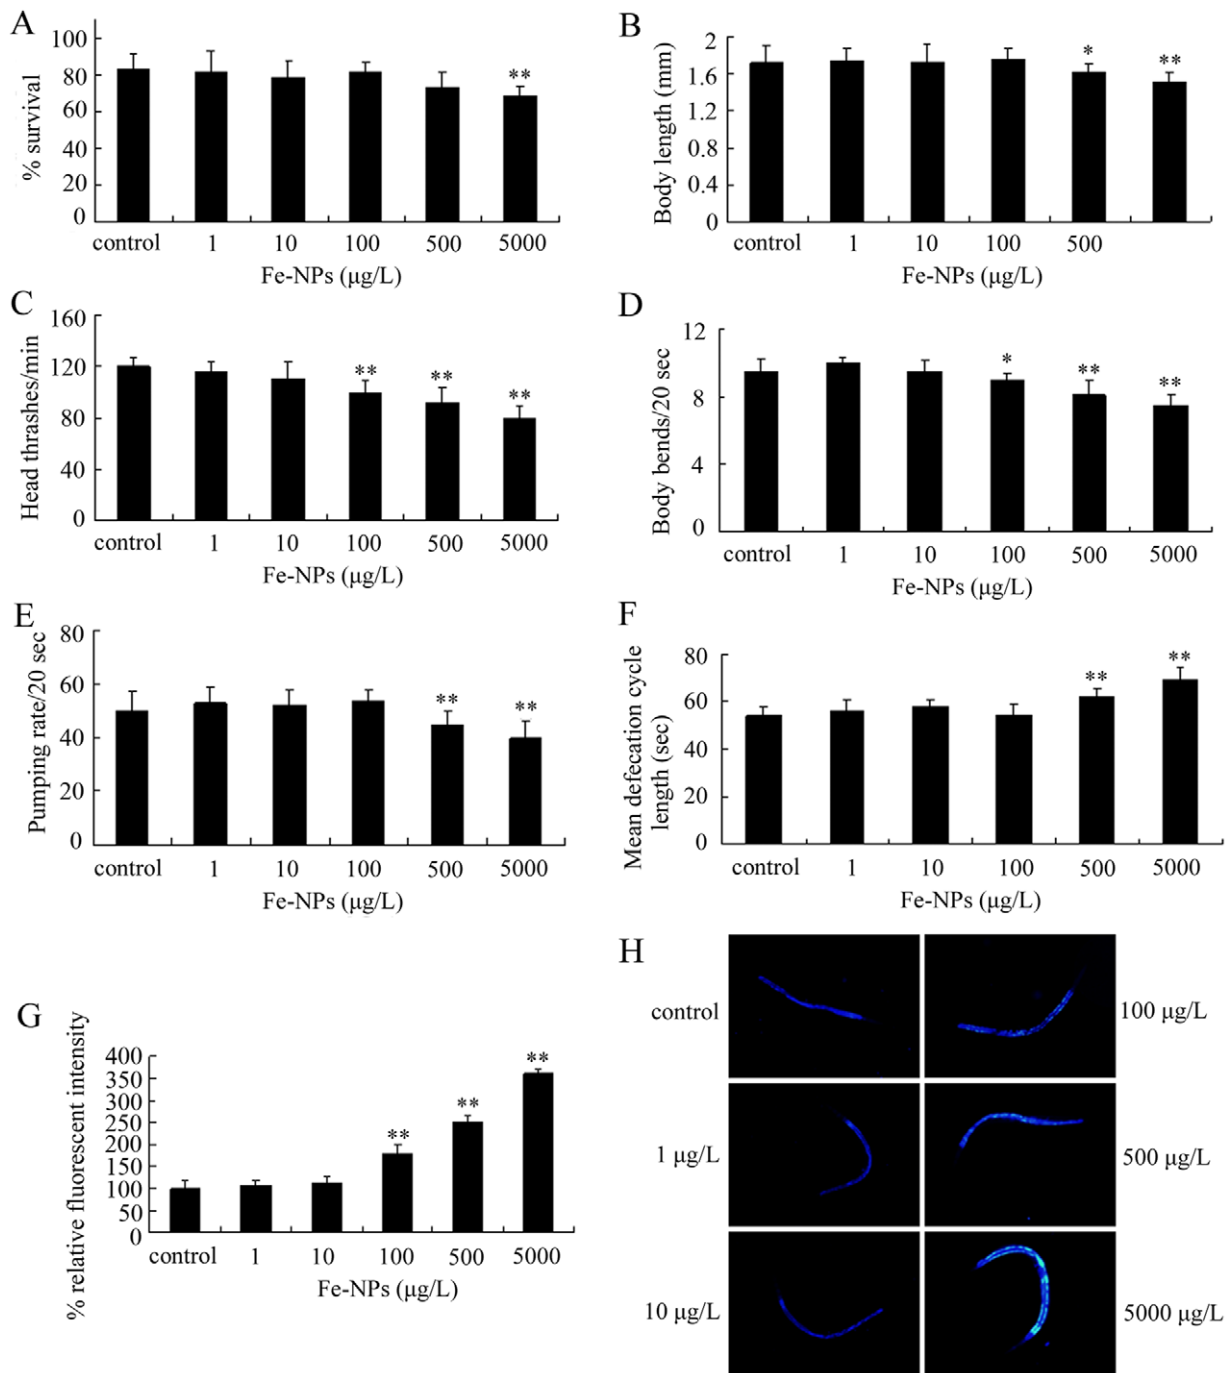 A
% survival
100
80
60
40
20
0
**
control 1 10 100 500 5000
Fe-NPs (μg/L)
B
Body length (mm)
2
1.6
1.2
0.8
0.4
0
*
**
control 1 10 100 500
Fe-NPs (μg/L)
C
Head thrashes/min
160
120
80
40
0
**
**
**
control 1 10 100 500 5000
Fe-NPs (μg/L)
D
Body bends/20 sec
12
8
4
0
*
**
**
control 1 10 100 500 5000
Fe-NPs (μg/L)
E
Pumping rate/20 sec
80
60
40
20
0
**
**
control 1 10 100 500 5000
Fe-NPs (μg/L)
F
Mean defecation cycle
length (sec)
80
60
40
20
0
**
**
control 1 10 100 500 5000
Fe-NPs (μg/L)
G
% relative fluorescent intensity
400
350
300
250
200
150
100
50
0
**
**
**
control 1 10 100 500 5000
Fe-NPs (μg/L)
H
control
100 μg/L
1 μg/L
500 μg/L
10 μg/L
5000 μg/L